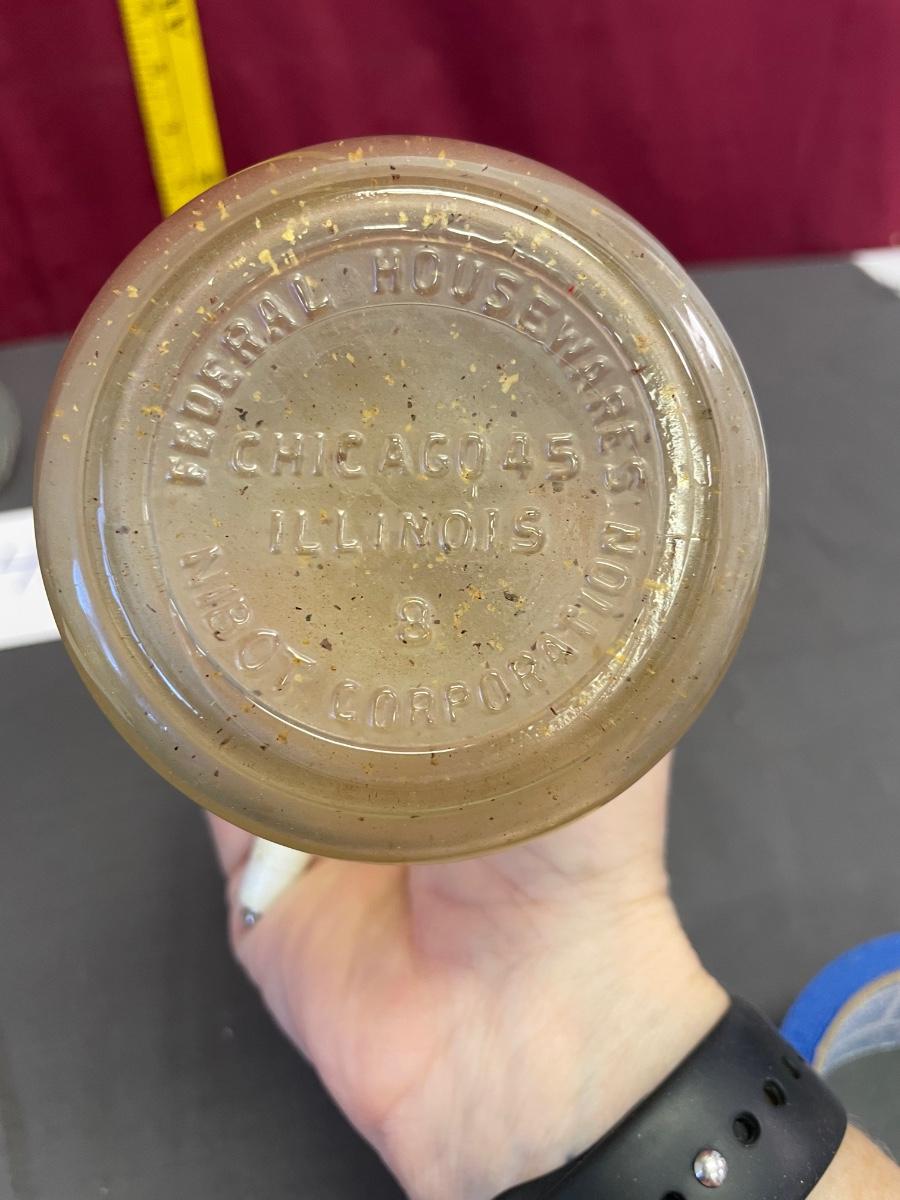 FEDERAL HOUSEWARES
CHICAGO 45
ILLINOIS
8
NIBOT CORPORATION